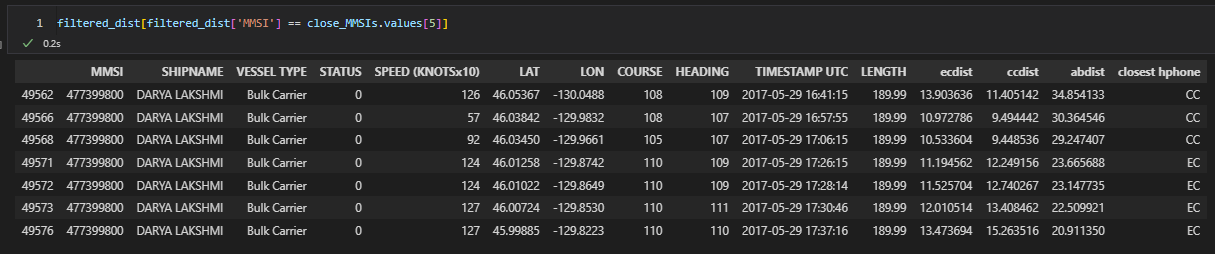 1 filtered_dist[filtered_dist['MMSI'] == close_MMSIs.values[5]]
0.2s
MMSI SHIPNAME VESSEL TYPE STATUS SPEED (KNOTSx10) LAT LON COURSE HEADING TIMESTAMP UTC LENGTH ecdist ccdist abdist closest hphone
49562 477399800 DARYA LAKSHMI Bulk Carrier 0 126 46.05367 -130.0488 108 109 2017-05-29 16:41:15 189.99 13.903636 11.405142 34.854133 CC
49566 477399800 DARYA LAKSHMI Bulk Carrier 0 57 46.03842 -129.9832 108 107 2017-05-29 16:57:55 189.99 10.972786 9.494442 30.364546 CC
49568 477399800 DARYA LAKSHMI Bulk Carrier 0 92 46.03450 -129.9661 105 107 2017-05-29 17:06:15 189.99 10.533604 9.448536 29.247407 CC
49571 477399800 DARYA LAKSHMI Bulk Carrier 0 124 46.01258 -129.8742 110 109 2017-05-29 17:26:15 189.99 11.194562 12.249156 23.665688 EC
49572 477399800 DARYA LAKSHMI Bulk Carrier 0 124 46.01022 -129.8649 110 109 2017-05-29 17:28:14 189.99 11.525704 12.740267 23.147735 EC
49573 477399800 DARYA LAKSHMI Bulk Carrier 0 127 46.00724 -129.8530 110 111 2017-05-29 17:30:46 189.99 12.010514 13.408462 22.509921 EC
49576 477399800 DARYA LAKSHMI Bulk Carrier 0 127 45.99885 -129.8223 110 110 2017-05-29 17:37:16 189.99 13.473694 15.263516 20.911350 EC